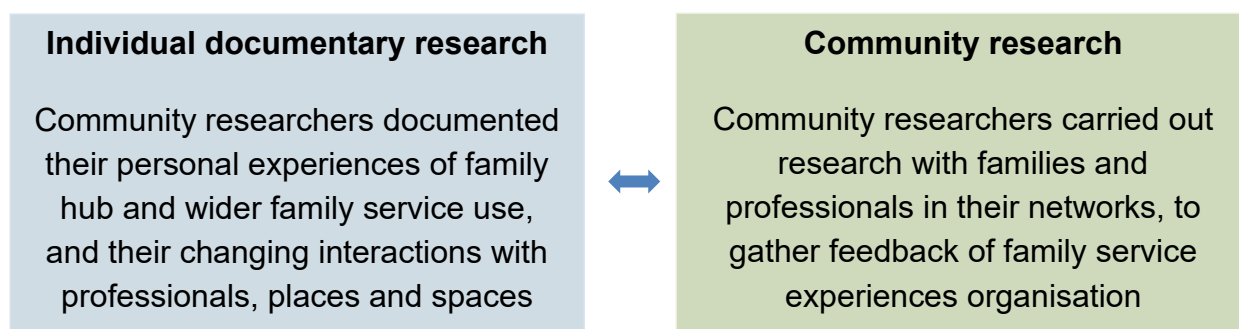 Individual documentary research
Community researchers documented
their personal experiences of family
hub and wider family service use,
and their changing interactions with
professionals, places and spaces
Community research
Community researchers carried out
research with families and
professionals in their networks, to
gather feedback of family service
experiences organisation